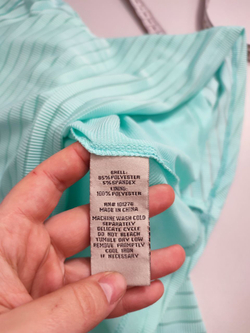 SHELL:
95% POLYESTER
5% SPANDEX
LINING:
100% POLYESTER
RN# 101276
MADE IN CHINA
MACHINE WASH COLD
SEPARATELY
DELICATE CYCLE
DO NOT BLEACH
TUMBLE DRY LOW
REMOVE PROMPTLY
COOL IRON
IF NECESSARY